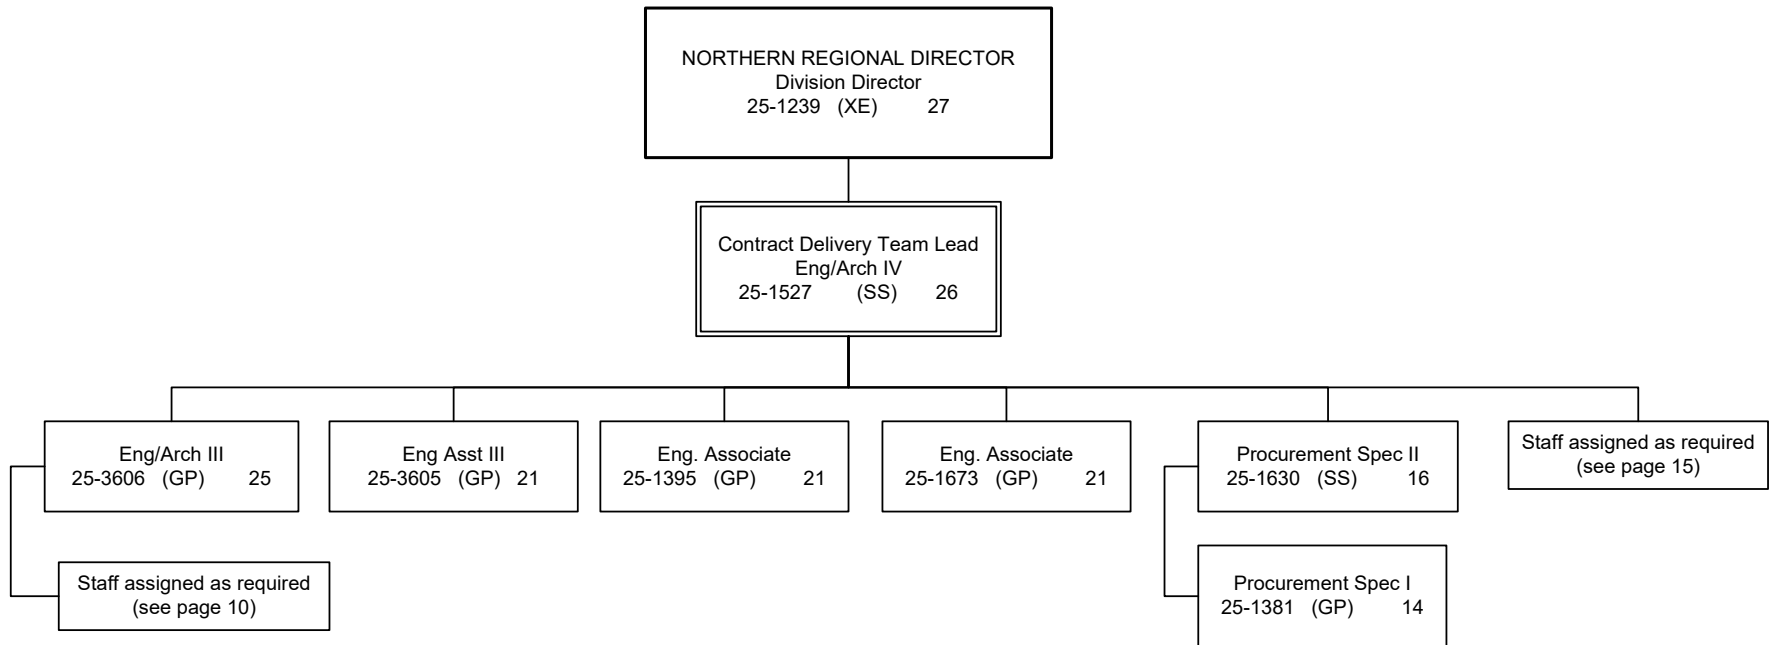 NORTHERN REGIONAL DIRECTOR
Division Director
25-1239 (XE) 27
Contract Delivery Team Lead
Eng/Arch IV
25-1527 (SS) 26
Eng/Arch III
25-3606 (GP) 25
Eng Asst III
25-3605 (GP) 21
Eng. Associate
25-1395 (GP) 21
Eng. Associate
25-1673 (GP) 21
Procurement Spec II
25-1630 (SS) 16
Staff assigned as required
(see page 15)
Staff assigned as required
(see page 10)
Procurement Spec I
25-1381 (GP) 14